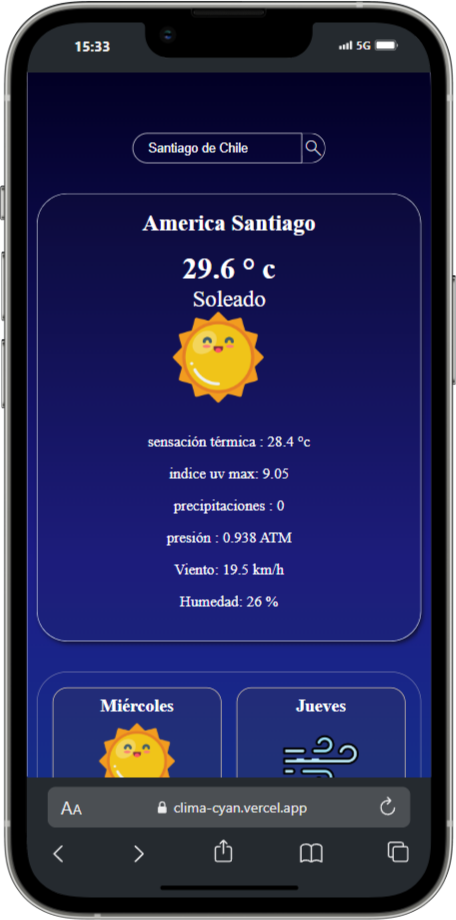 15:33
5G
Santiago de Chile
America Santiago
29.6 ° c
Soleado
sensación térmica : 28.4 °c
indice uv max: 9.05
precipitaciones : 0
presión : 0.938 ATM
Viento: 19.5 km/h
Humedad: 26 %
Miércoles
Jueves
AA
clima-cyan.vercel.app